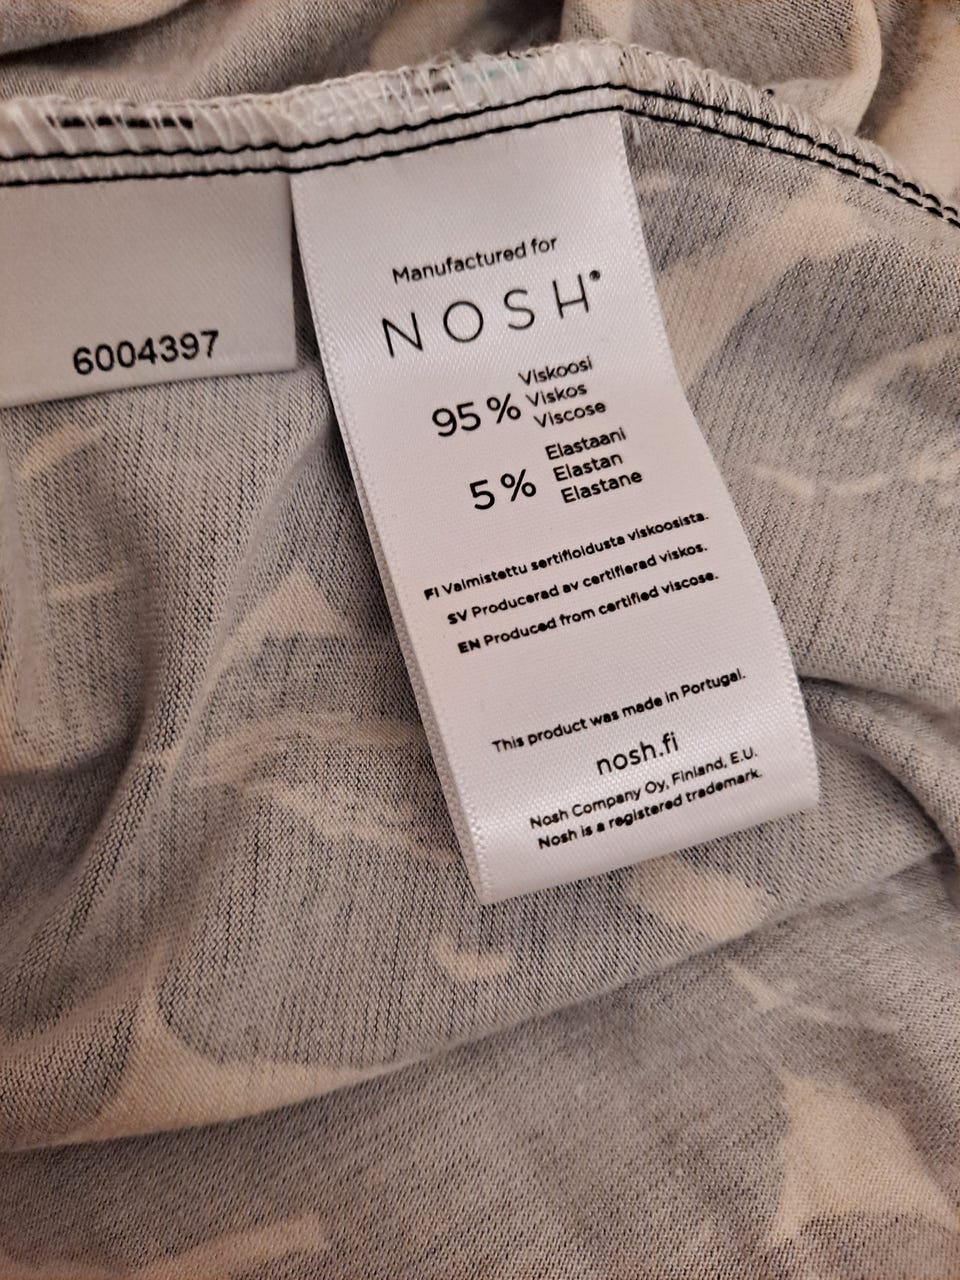 6004397
Manufactured for
NOSH®
95 % Viskoosi
Viskos
Viscose
5 % Elastaani
Elastan
Elastane
FI Valmistettu sertifioidusta viskoosista.
SV Producerad av certifierad viskos.
EN Produced from certified viscose.
This product was made in Portugal.
nosh.fi
Nosh Company Oy, Finland, E.U.
Nosh is a registered trademark.